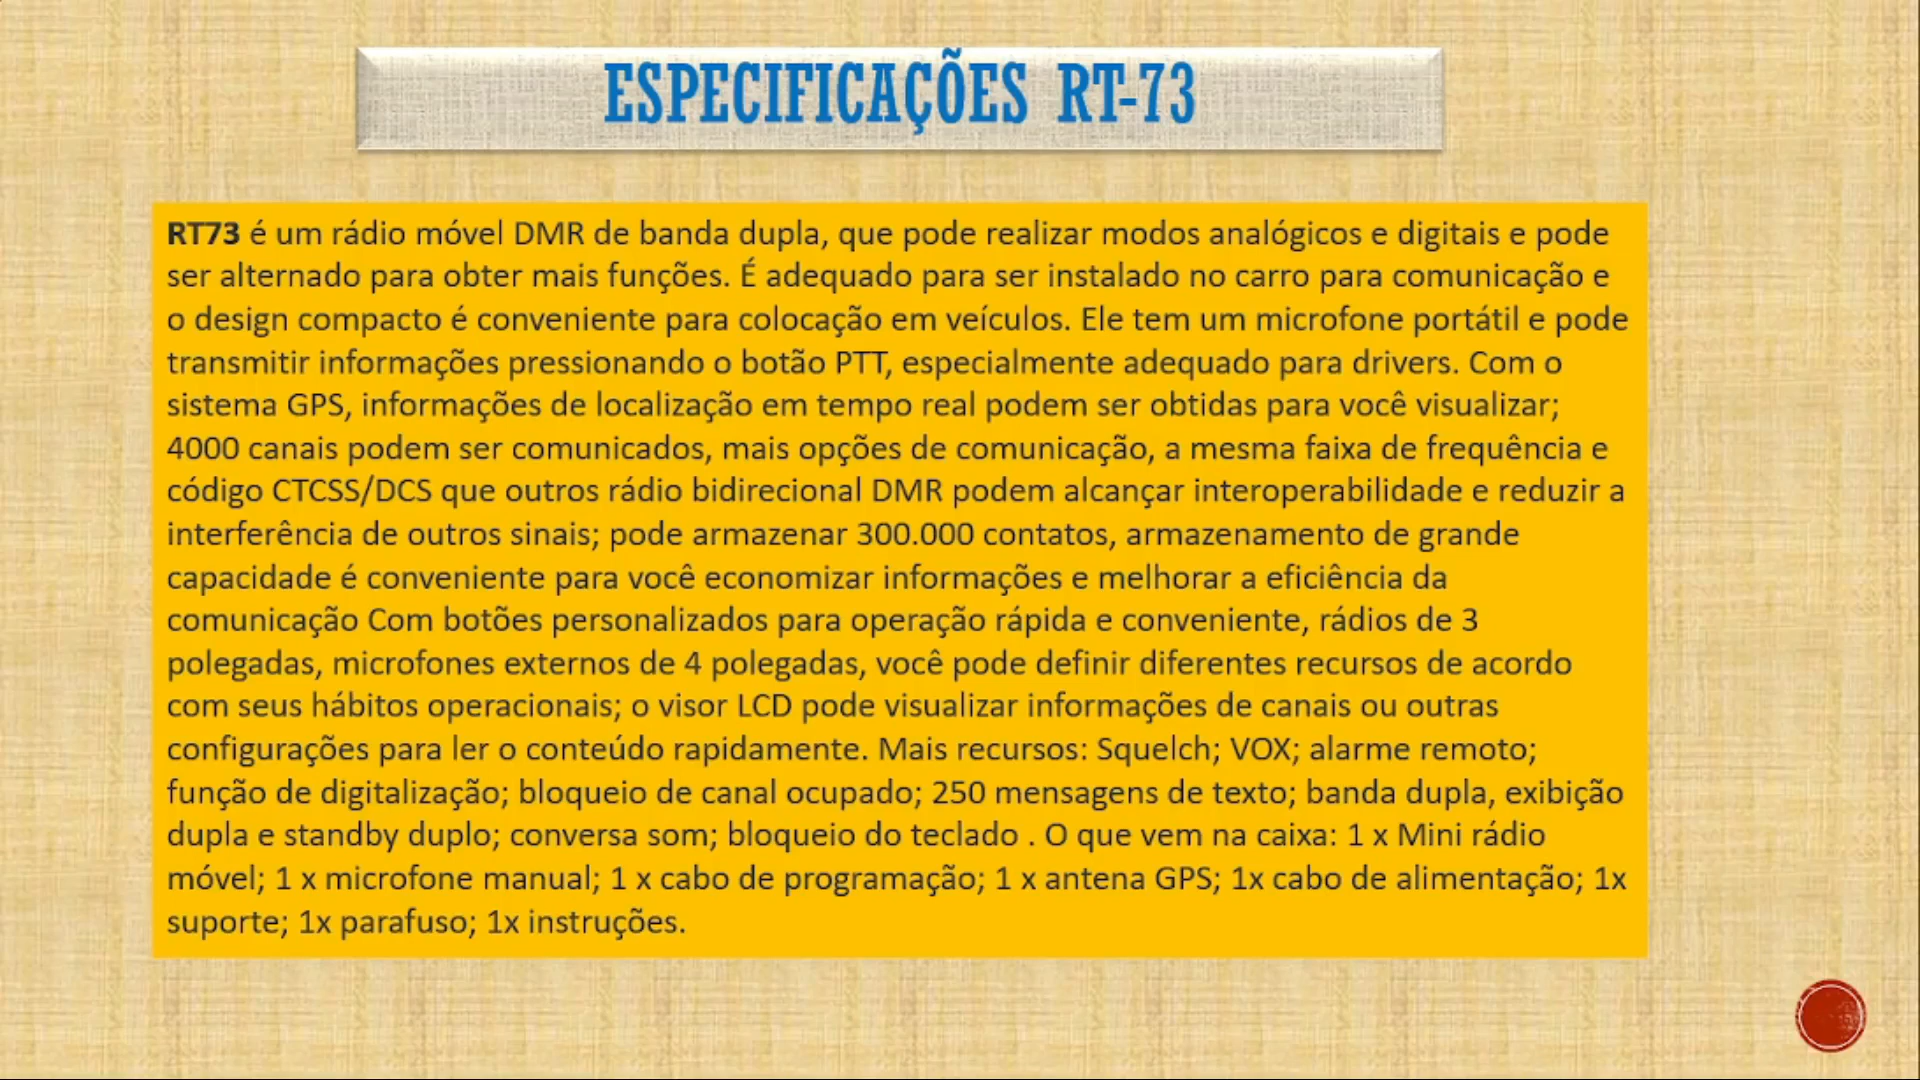 ESPECIFICAÇÕES RT-73
RT73 é um rádio móvel DMR de banda dupla, que pode realizar modos analógicos e digitais e pode
ser alternado para obter mais funções. É adequado para ser instalado no carro para comunicação e
o design compacto é conveniente para colocação em veículos. Ele tem um microfone portátil e pode
transmitir informações pressionando o botão PTT, especialmente adequado para drivers. Com o
sistema GPS, informações de localização em tempo real podem ser obtidas para você visualizar;
4000 canais podem ser comunicados, mais opções de comunicação, a mesma faixa de frequência e
código CTCSS/DCS que outros rádio bidirecional DMR podem alcançar interoperabilidade e reduzir a
interferência de outros sinais; pode armazenar 300.000 contatos, armazenamento de grande
capacidade é conveniente para você economizar informações e melhorar a eficiência da
comunicação Com botões personalizados para operação rápida e conveniente, rádios de 3
polegadas, microfones externos de 4 polegadas, você pode definir diferentes recursos de acordo
com seus hábitos operacionais; o visor LCD pode visualizar informações de canais ou outras
configurações para ler o conteúdo rapidamente. Mais recursos: Squelch; VOX; alarme remoto;
função de digitalização; bloqueio de canal ocupado; 250 mensagens de texto; banda dupla, exibição
dupla e standby duplo; conversa som; bloqueio do teclado . O que vem na caixa: 1 x Mini rádio
móvel; 1 x microfone manual; 1 x cabo de programação; 1 x antena GPS; 1x cabo de alimentação; 1x
suporte; 1x parafuso; 1x instruções.